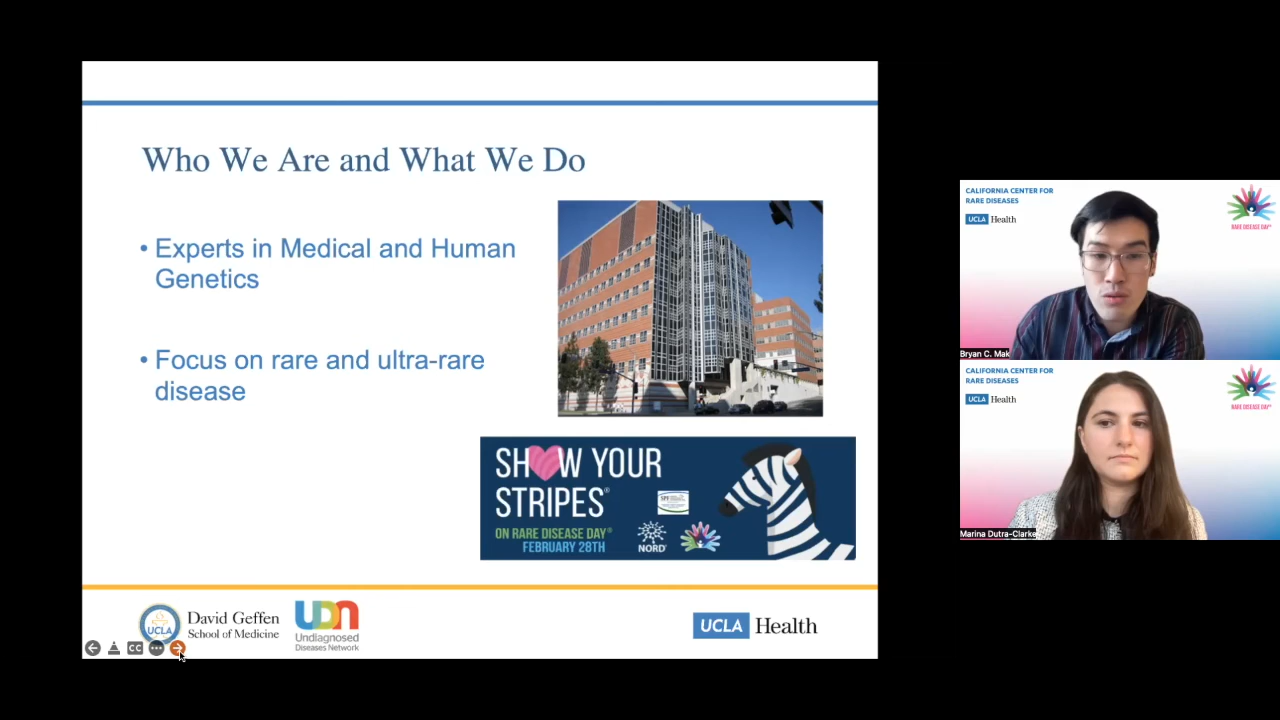 Who We Are and What We Do
• Experts in Medical and Human
Genetics
• Focus on rare and ultra-rare
disease
SHOW YOUR
STRIPES®
ON RARE DISEASE DAY®
FEBRUARY 28TH
NORD®
UCLA
David Geffen
School of Medicine
UDN
Undiagnosed
Diseases Network
UCLA Health
CC
CALIFORNIA CENTER FOR
RARE DISEASES
UCLA Health
RARE DISEASE DAY®
Bryan C. Mak
CALIFORNIA CENTER FOR
RARE DISEASES
UCLA Health
RARE DISEASE DAY®
Marina Dutra-Clarke